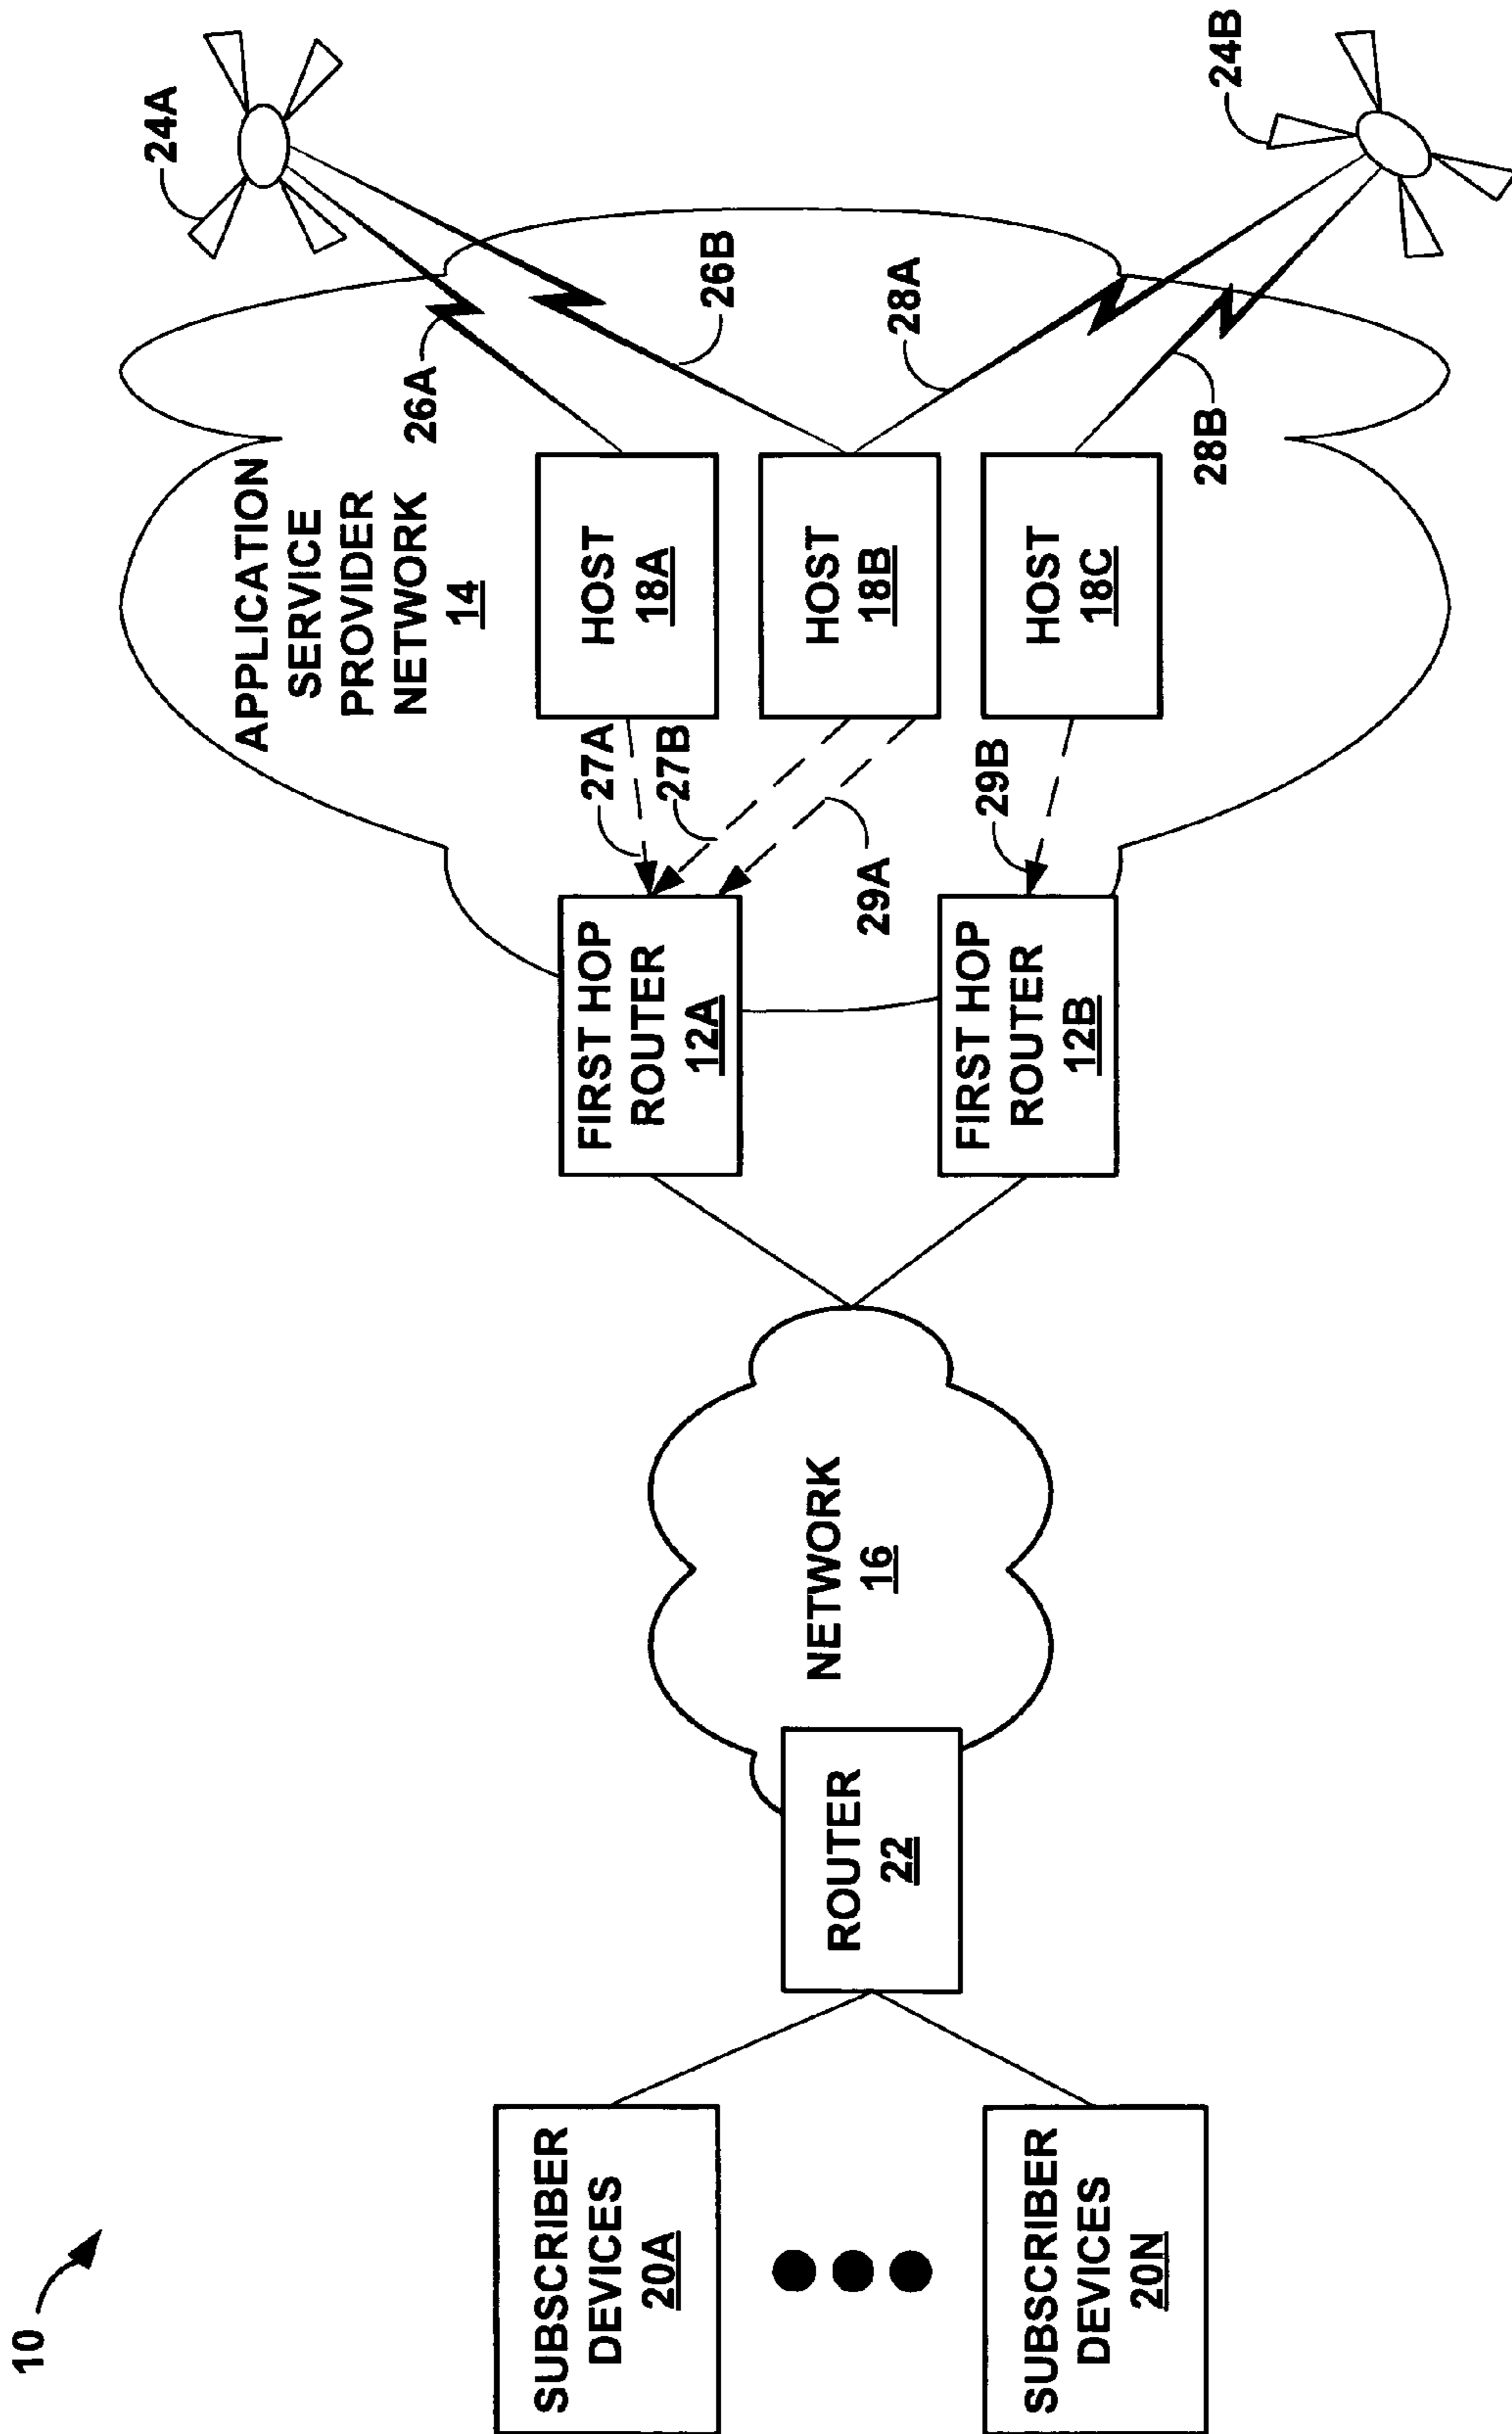 10
SUBSCRIBER
DEVICES
20A
SUBSCRIBER
DEVICES
20N
ROUTER
22
NETWORK
16
FIRST HOP
ROUTER
12A
FIRST HOP
ROUTER
12B
27A
27B
29A
29B
APPLICATION
SERVICE
PROVIDER
NETWORK
14
HOST
18A
HOST
18B
HOST
18C
26A
26B
28A
28B
24A
24B